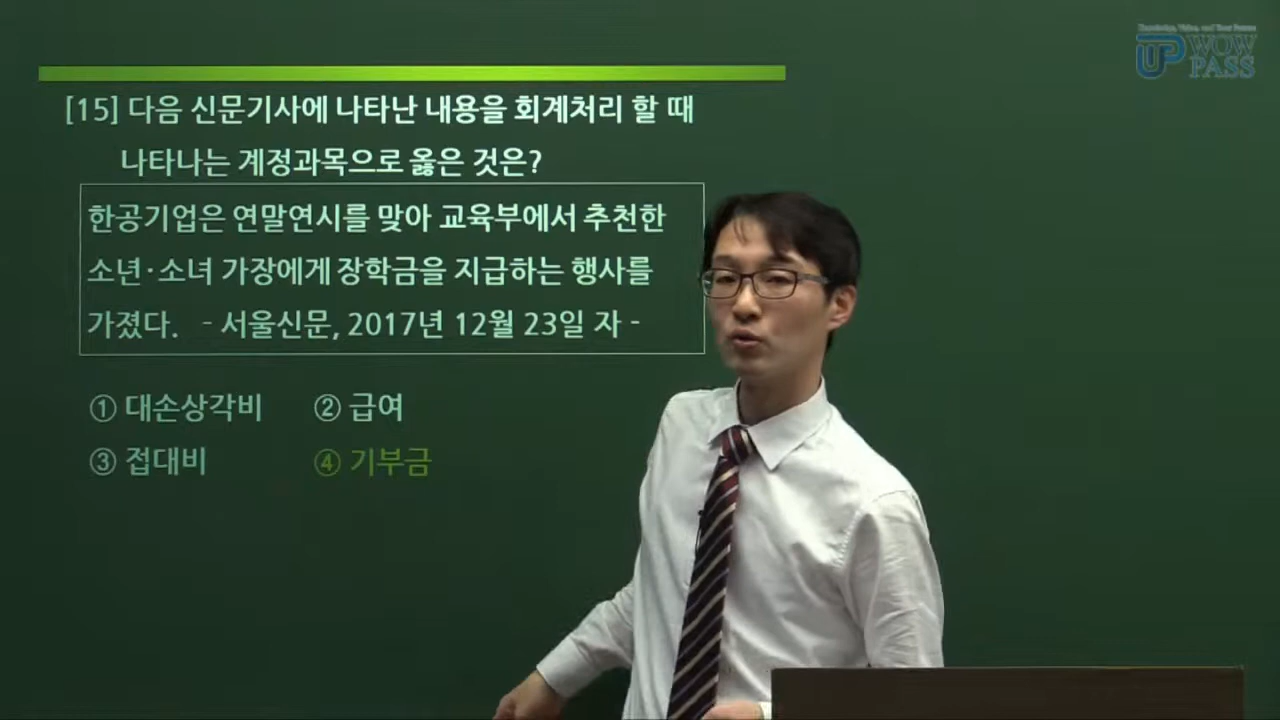 UP WOW PASS
[15] 다음 신문기사에 나타난 내용을 회계처리 할 때
나타나는 계정과목으로 옳은 것은?
한공기업은 연말연시를 맞아 교육부에서 추천한
소년·소녀 가장에게 장학금을 지급하는 행사를
가졌다. - 서울신문, 2017년 12월 23일 자 -
① 대손상각비 ② 급여
③ 접대비 ④ 기부금